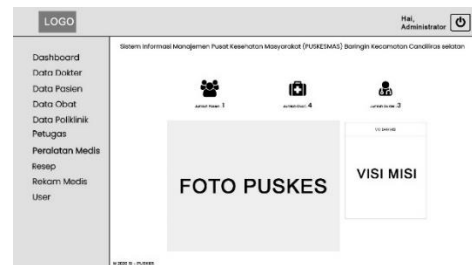 LOGO
Hai,
Administrator
Sistem Informasi Manajemen Pusat Kesehatan Masyarakat (PUSKESMAS) Baringin Kecamatan Candiliras selatan
Dashboard
Data Dokter
Data Pasien
Data Obat
Data Poliklinik
Petugas
Peralatan Medis
Resep
Rekam Medis
User
1
4
3
FOTO PUSKES
VISI MISI